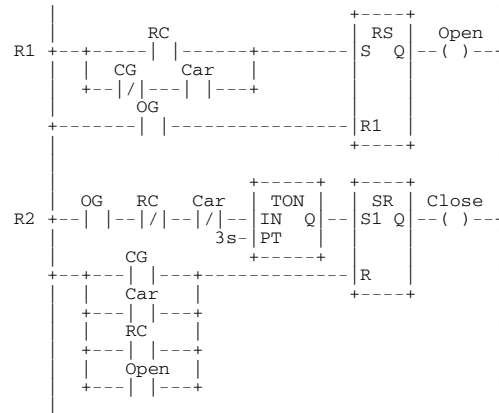 RC RS Open
R1 S Q ( )
CG Car
/
OG
R1
TON SR
OG RC Car Close
R2 / / IN Q S1 Q ( )
3s PT
CG
R
Car
RC
Open